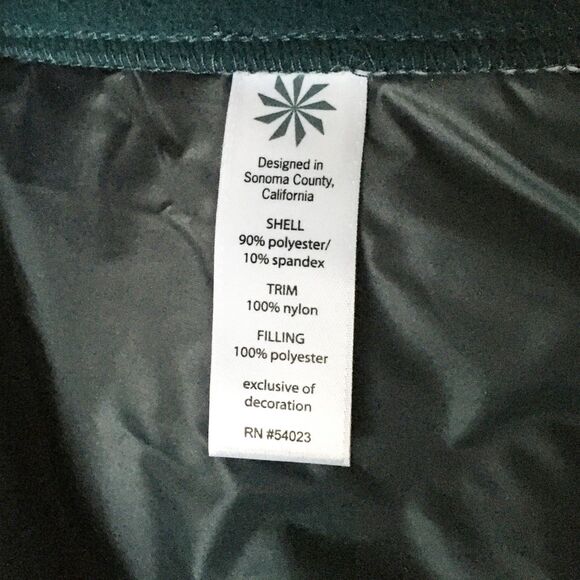 Designed in
Sonoma County,
California
SHELL
90% polyester/
10% spandex
TRIM
100% nylon
FILLING
100% polyester
exclusive of
decoration
RN #54023